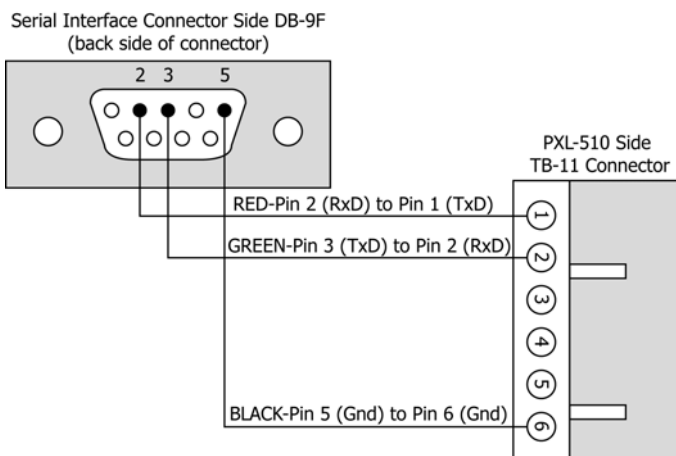 Serial Interface Connector Side DB-9F
(back side of connector)
2 3 5
PXL-510 Side
TB-11 Connector
RED-Pin 2 (RxD) to Pin 1 (TxD)
1
GREEN-Pin 3 (TxD) to Pin 2 (RxD)
2
3
4
5
BLACK-Pin 5 (Gnd) to Pin 6 (Gnd)
6